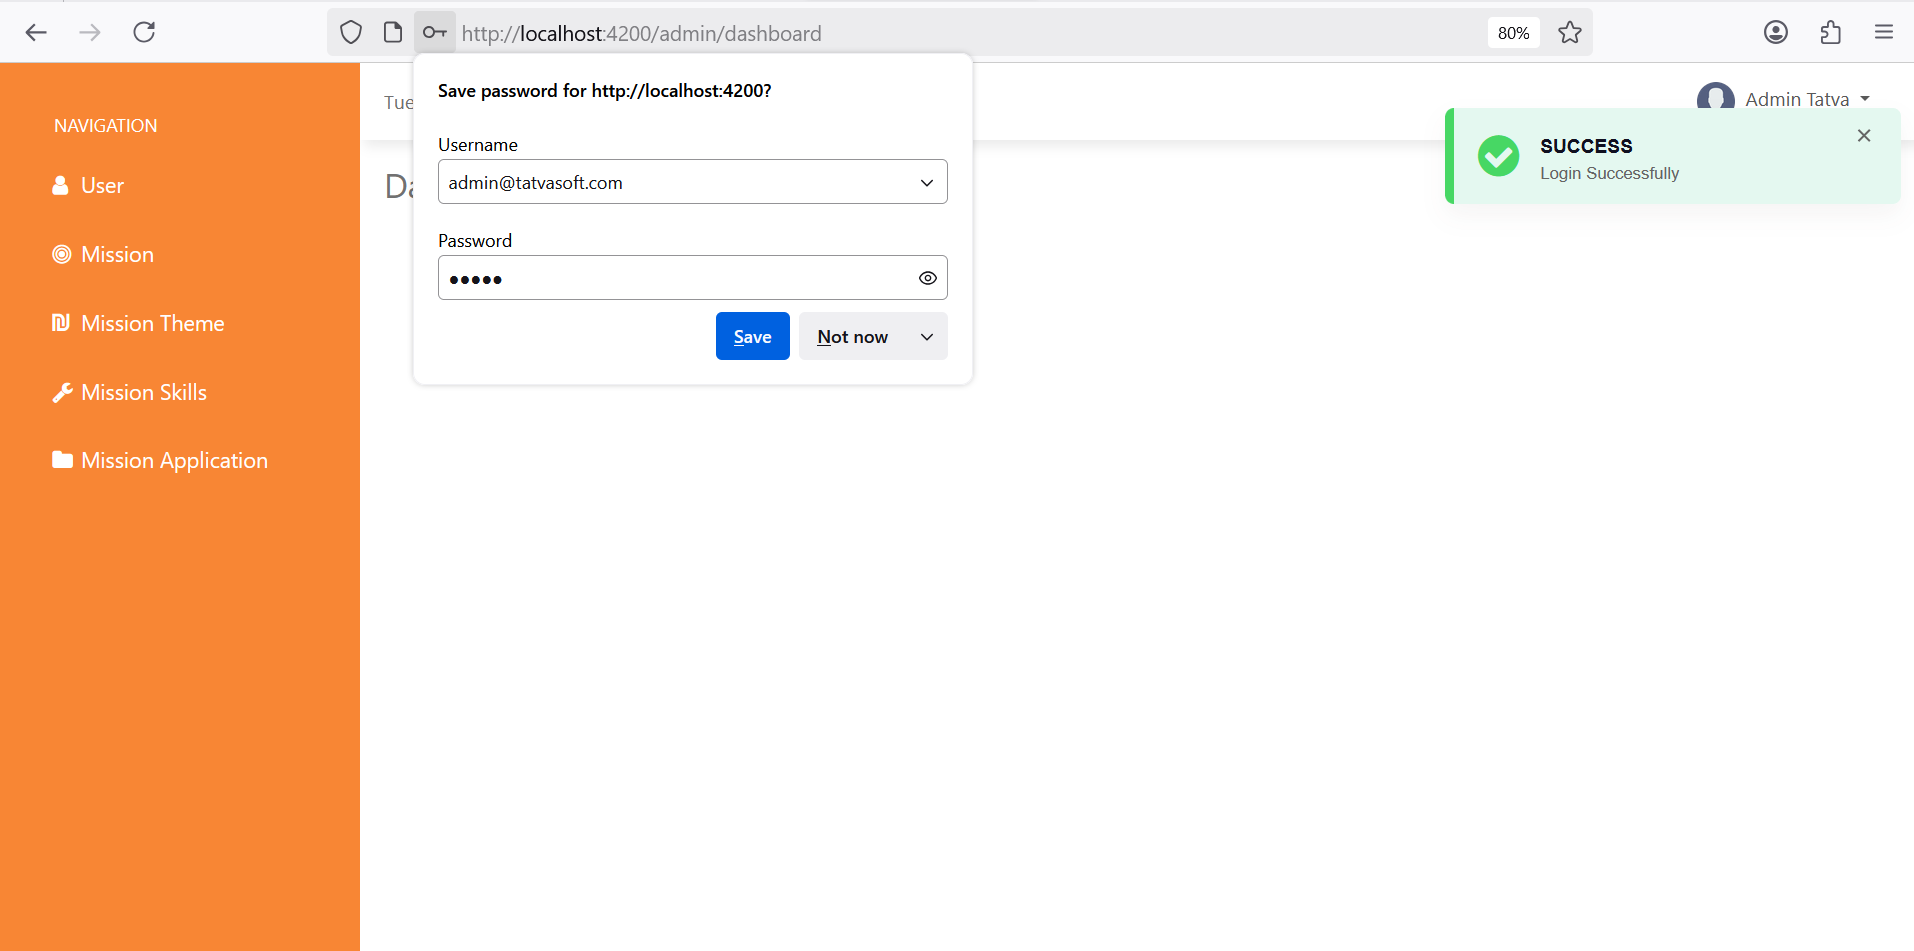 http://localhost:4200/admin/dashboard
80%
NAVIGATION
User
Mission
Mission Theme
Mission Skills
Mission Application
Tue
Save password for http://localhost:4200?
Username
admin@tatvasoft.com
Password
Save
Not now
Admin Tatva
SUCCESS
Login Successfully